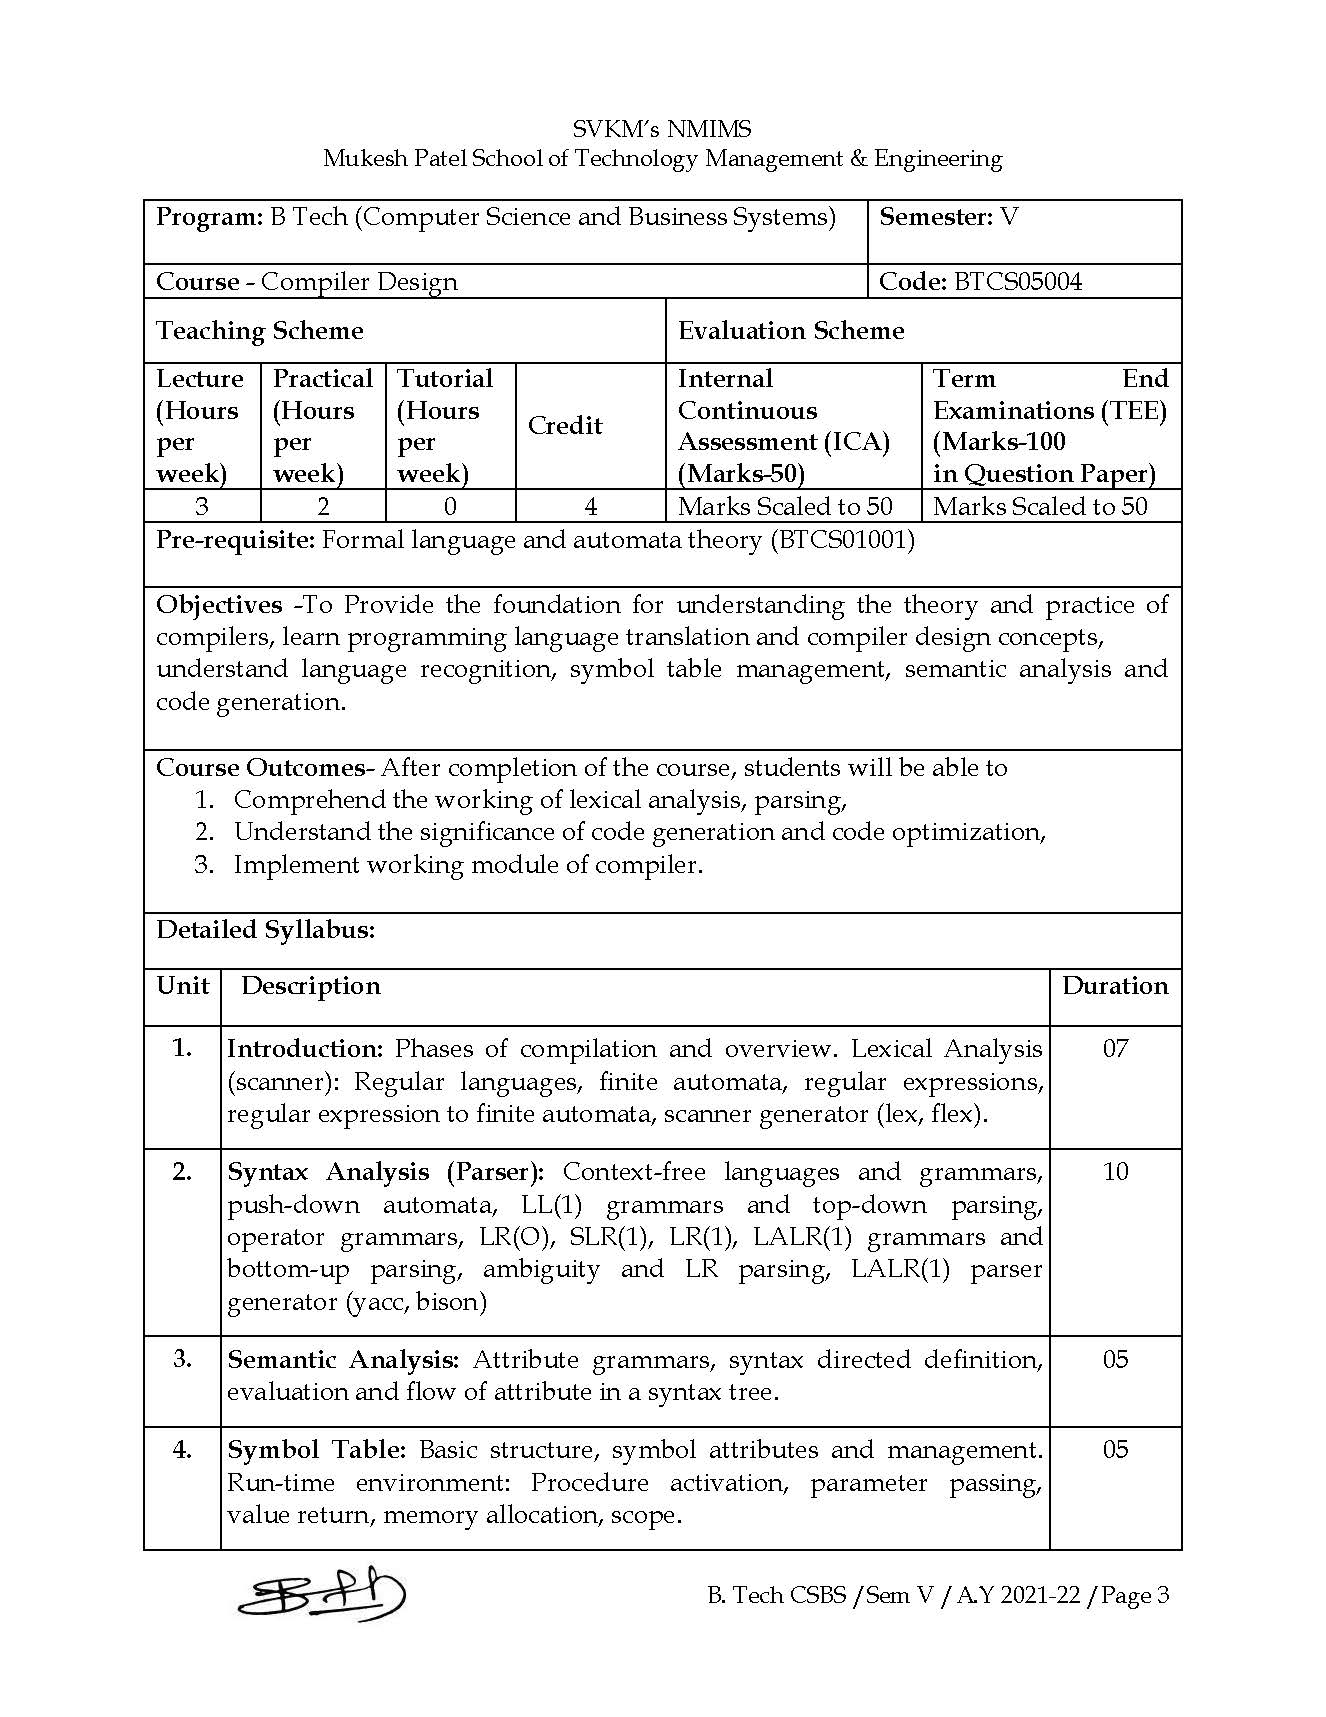 SVKM's NMIMS
Mukesh Patel School of Technology Management & Engineering
Program: B Tech (Computer Science and Business Systems)
Semester: V
Course - Compiler Design
Code: BTCS05004
Teaching Scheme
Evaluation Scheme
Lecture
(Hours
per
week)
Practical
(Hours
per
week)
Tutorial
(Hours
per
week)
Credit
Internal
Continuous
Assessment (ICA)
(Marks-50)
Term End
Examinations (TEE)
(Marks-100
in Question Paper)
3
2
0
4
Marks Scaled to 50
Marks Scaled to 50
Pre-requisite: Formal language and automata theory (BTCS01001)
Objectives -To Provide the foundation for understanding the theory and practice of
compilers, learn programming language translation and compiler design concepts,
understand language recognition, symbol table management, semantic analysis and
code generation.
Course Outcomes- After completion of the course, students will be able to
1. Comprehend the working of lexical analysis, parsing,
2. Understand the significance of code generation and code optimization,
3. Implement working module of compiler.
Detailed Syllabus:
Unit
Description
Duration
1.
Introduction: Phases of compilation and overview. Lexical Analysis
(scanner): Regular languages, finite automata, regular expressions,
regular expression to finite automata, scanner generator (lex, flex).
07
2.
Syntax Analysis (Parser): Context-free languages and grammars,
push-down automata, LL(1) grammars and top-down parsing,
operator grammars, LR(O), SLR(1), LR(1), LALR(1) grammars and
bottom-up parsing, ambiguity and LR parsing, LALR(1) parser
generator (yacc, bison)
10
3.
Semantic Analysis: Attribute grammars, syntax directed definition,
evaluation and flow of attribute in a syntax tree.
05
4.
Symbol Table: Basic structure, symbol attributes and management.
Run-time environment: Procedure activation, parameter passing,
value return, memory allocation, scope.
05
B. Tech CSBS /Sem V / A.Y 2021-22 /Page 3